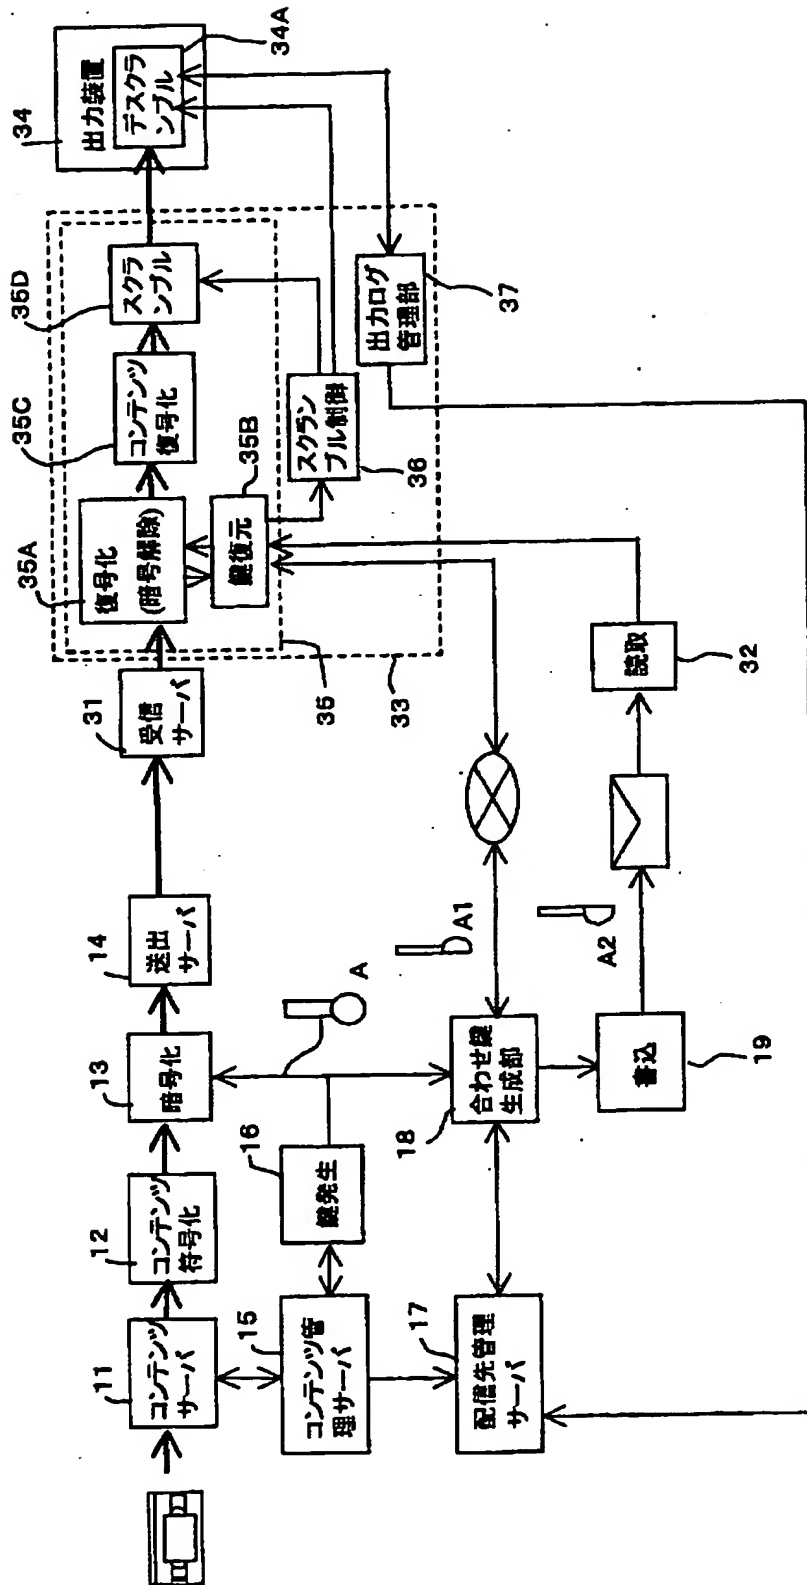 11
コンテンツ
サーバ
12
コンテンツ
符号化
13
暗号化
14
送出
サーバ
31
受信
サーバ
35A
復号化
(暗号解除)
35C
コンテンツ
復号化
35D
スクラ
ンブル
34
出力装置
デスクラ
ンブル
34A
15
コンテンツ管
理サーバ
16
鍵発生
A
35B
鍵復元
35
33
スクラン
ブル制御
36
出力ログ
管理部
37
17
配信先管理
サーバ
18
合わせ鍵
生成部
A1
19
書込
A2
読取
32